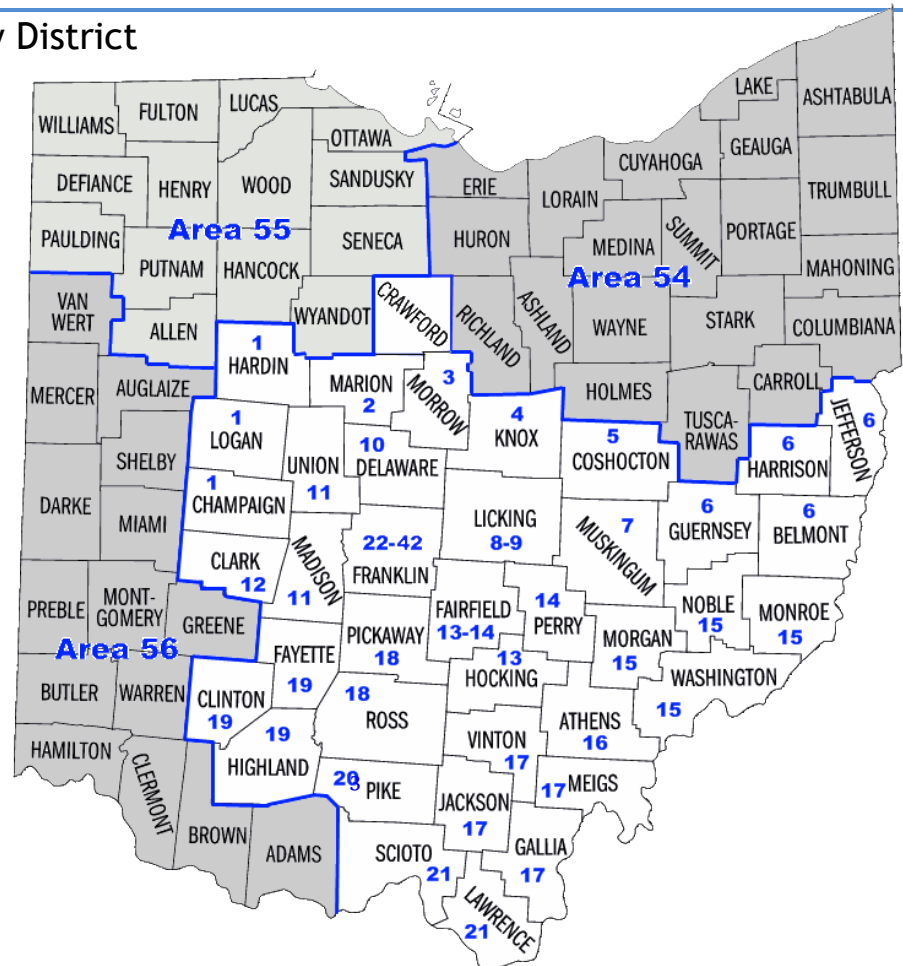 y District
LAKE
ASHTABULA
LUCAS
FULTON
WILLIAMS
OTTAWA
GEAUGA
CUYAHOGA
DEFIANCE
HENRY
WOOD
SANDUSKY
ERIE
LORAIN
TRUMBULL
Area 55
PAULDING
SENECA
HURON
MEDINA
SUMMIT
PORTAGE
PUTNAM
HANCOCK
Area 54
MAHONING
VAN
WERT
ALLEN
WYANDOT
CRAWFORD
RICHLAND
ASHLAND
WAYNE
STARK
COLUMBIANA
1
HARDIN
MERCER
AUGLAIZE
MARION
2
3
MORROW
HOLMES
CARROLL
TUSCA-
RAWAS
JEFFERSON
6
1
LOGAN
4
KNOX
5
COSHOCTON
6
HARRISON
SHELBY
UNION
11
10
DELAWARE
1
CHAMPAIGN
DARKE
MIAMI
LICKING
8-9
7
MUSKINGUM
6
GUERNSEY
6
BELMONT
CLARK
12
MADISON
11
22-42
FRANKLIN
PREBLE
MONT-
GOMERY
GREENE
FAIRFIELD
13-14
14
PERRY
NOBLE
15
MONROE
15
Area 56
FAYETTE
19
PICKAWAY
18
13
HOCKING
MORGAN
15
WASHINGTON
15
BUTLER
WARREN
CLINTON
19
18
ROSS
ATHENS
16
HAMILTON
CLERMONT
19
HIGHLAND
VINTON
17
20
PIKE
17
MEIGS
JACKSON
17
BROWN
ADAMS
SCIOTO
21
GALLIA
17
LAWRENCE
21